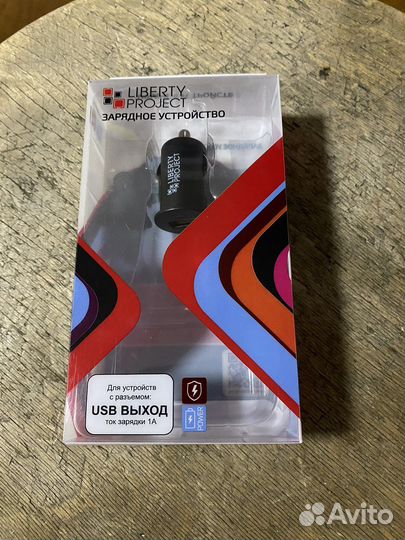 LIBERTY
PROJECT
ЗАРЯДНОЕ УСТРОЙСТВО
LIBERTY
PROJECT
Для устройств
с разъемом:
USB ВЫХОД
ток зарядки 1А
POWER
Avito